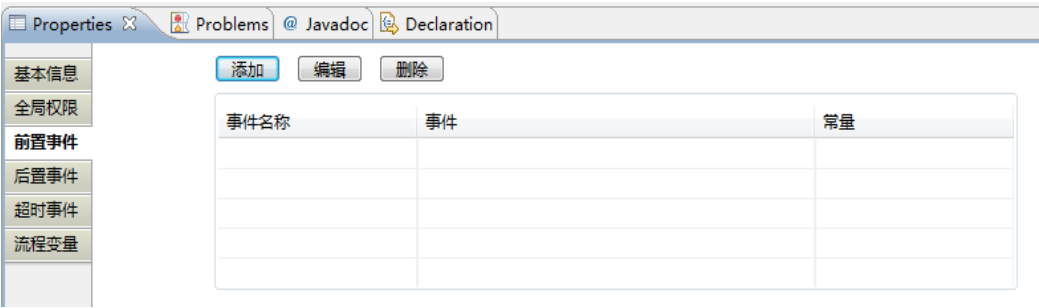 Properties Problems @ Javadoc Declaration
添加 编辑 删除
基本信息
全局权限
前置事件
后置事件
超时事件
流程变量
事件名称 事件 常量